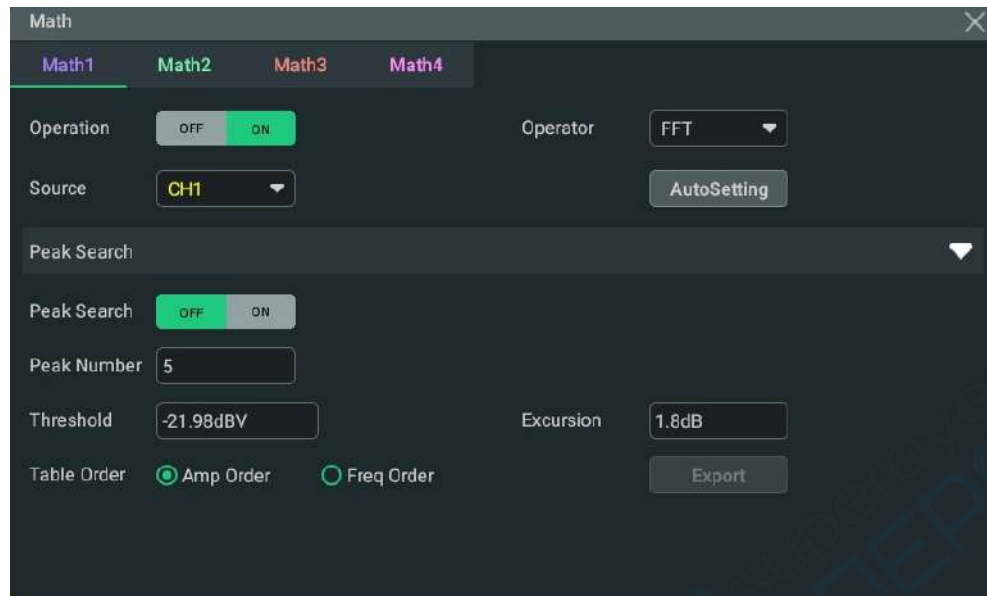 Math
Math1 Math2 Math3 Math4
Operation OFF ON Operator FFT
Source CH1 AutoSetting
Peak Search
Peak Search OFF ON
Peak Number 5
Threshold -21.98dBV Excursion 1.8dB
Table Order Amp Order Freq Order Export